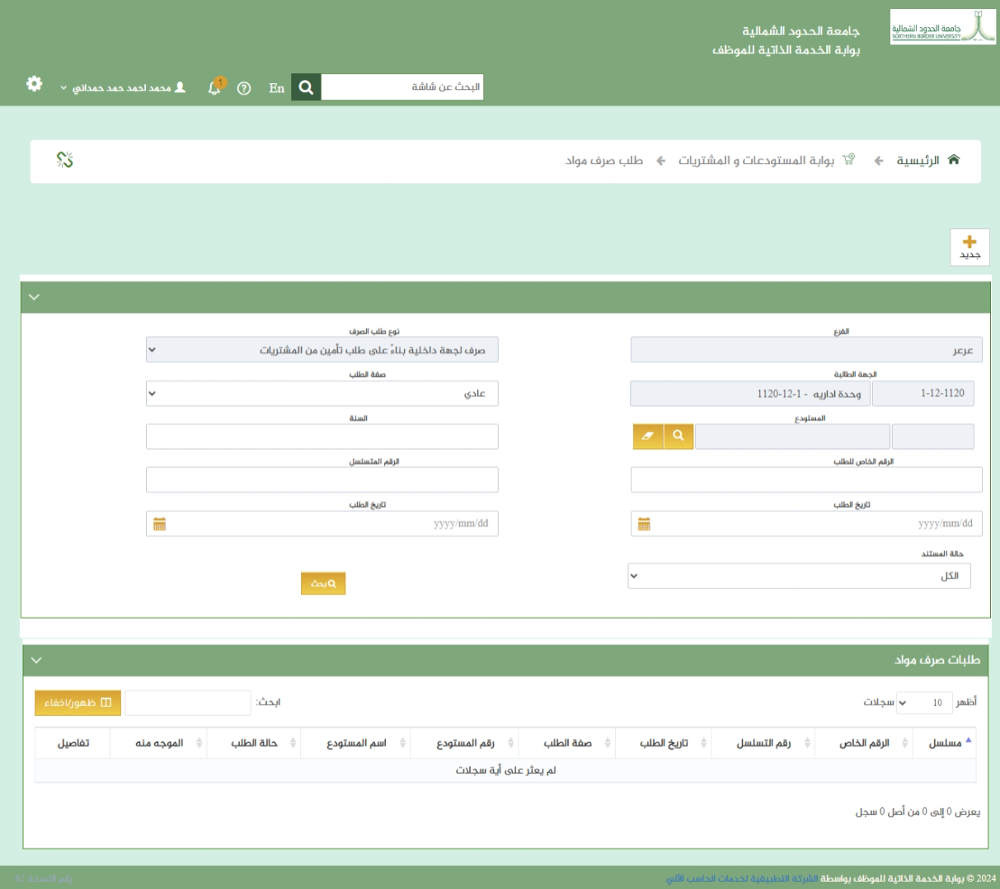 جامعة الحدود الشمالية
NORTHERN BORDER UNIVERSITY
جامعة الحدود الشمالية
بوابة الخدمة الذاتية للموظف
البحث عن شاشة
En
1
محمد احمد حمد حمداني
الرئيسية
بوابة المستودعات و المشتريات
طلب صرف مواد
جديد
الفرع
نوع طلب الصرف
عرعر
صرف لجهة داخلية بناءً على طلب تأمين من المشتريات
الجهة الطالبة
صفة الطلب
1-12-1120
وحدة اداريه - 1-12-1120
عادي
المستودع
السنة
الرقم الخاص للطلب
الرقم المتسلسل
تاريخ الطلب
تاريخ الطلب
yyyy/mm/dd
yyyy/mm/dd
حالة المستند
الكل
بحث
طلبات صرف مواد
أظهر 10 سجلات
ابحث:
ظهور/اخفاء
مسلسل
الرقم الخاص
رقم التسلسل
تاريخ الطلب
صفة الطلب
رقم المستودع
اسم المستودع
حالة الطلب
الموجه منه
تفاصيل
لم يعثر على أية سجلات
يعرض 0 إلى 0 من أصل 0 سجل
2024 © بوابة الخدمة الذاتية للموظف بواسطة الشركة التطبيقية لخدمات الحاسب الآلي
رقم النسخة 62